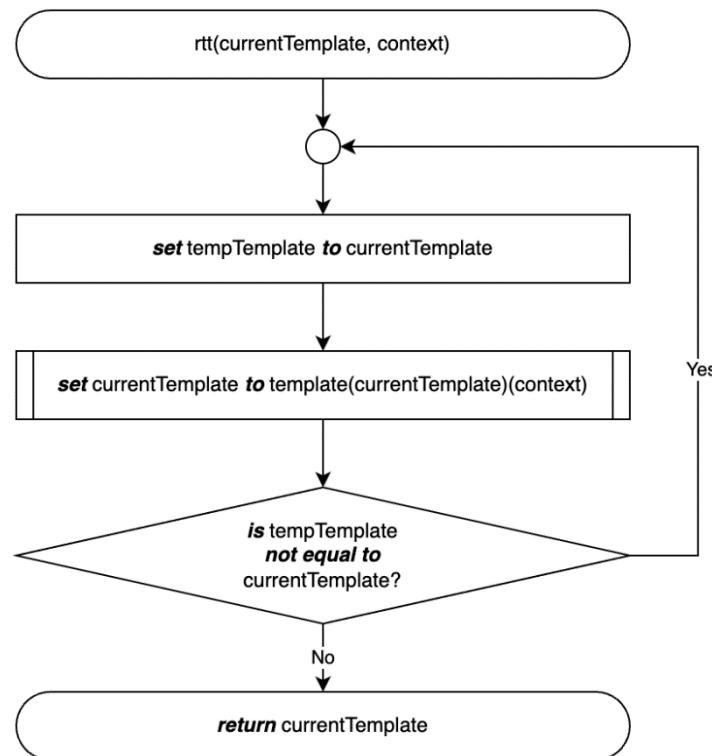 rtt(currentTemplate, context)
set tempTemplate to currentTemplate
set currentTemplate to template(currentTemplate)(context)
Yes
is tempTemplate
not equal to
currentTemplate?
No
return currentTemplate